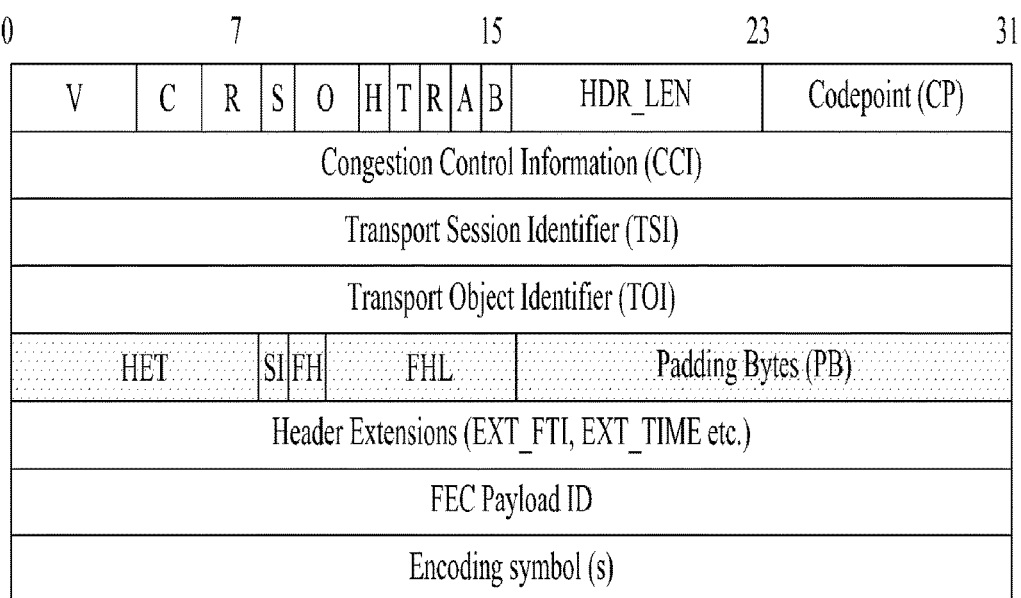 0 7 15 23 31
V C R S O H T R A B HDR_LEN Codepoint (CP)
Congestion Control Information (CCI)
Transport Session Identifier (TSI)
Transport Object Identifier (TOI)
HET SI FH FHL Padding Bytes (PB)
Header Extensions (EXT_FTI, EXT_TIME etc.)
FEC Payload ID
Encoding symbol (s)